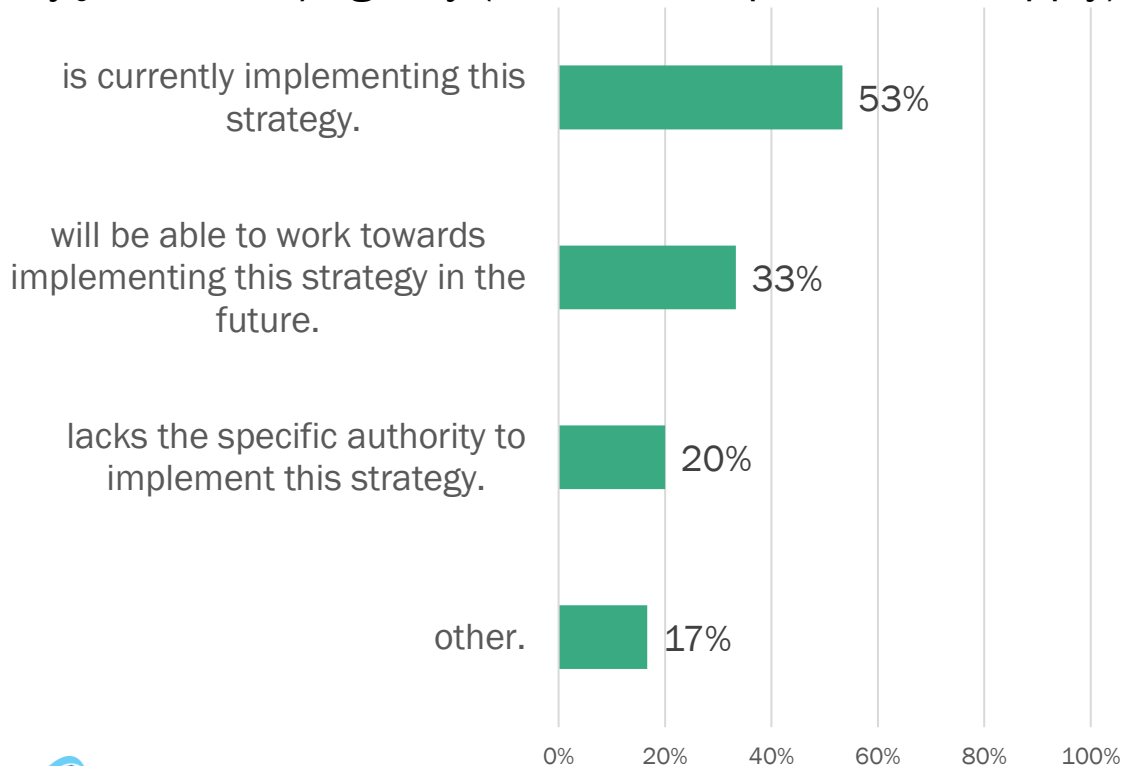 is currently implementing this
strategy.
53%
will be able to work towards
implementing this strategy in the
future.
33%
lacks the specific authority to
implement this strategy.
20%
other.
17%
0% 20% 40% 60% 80% 100%